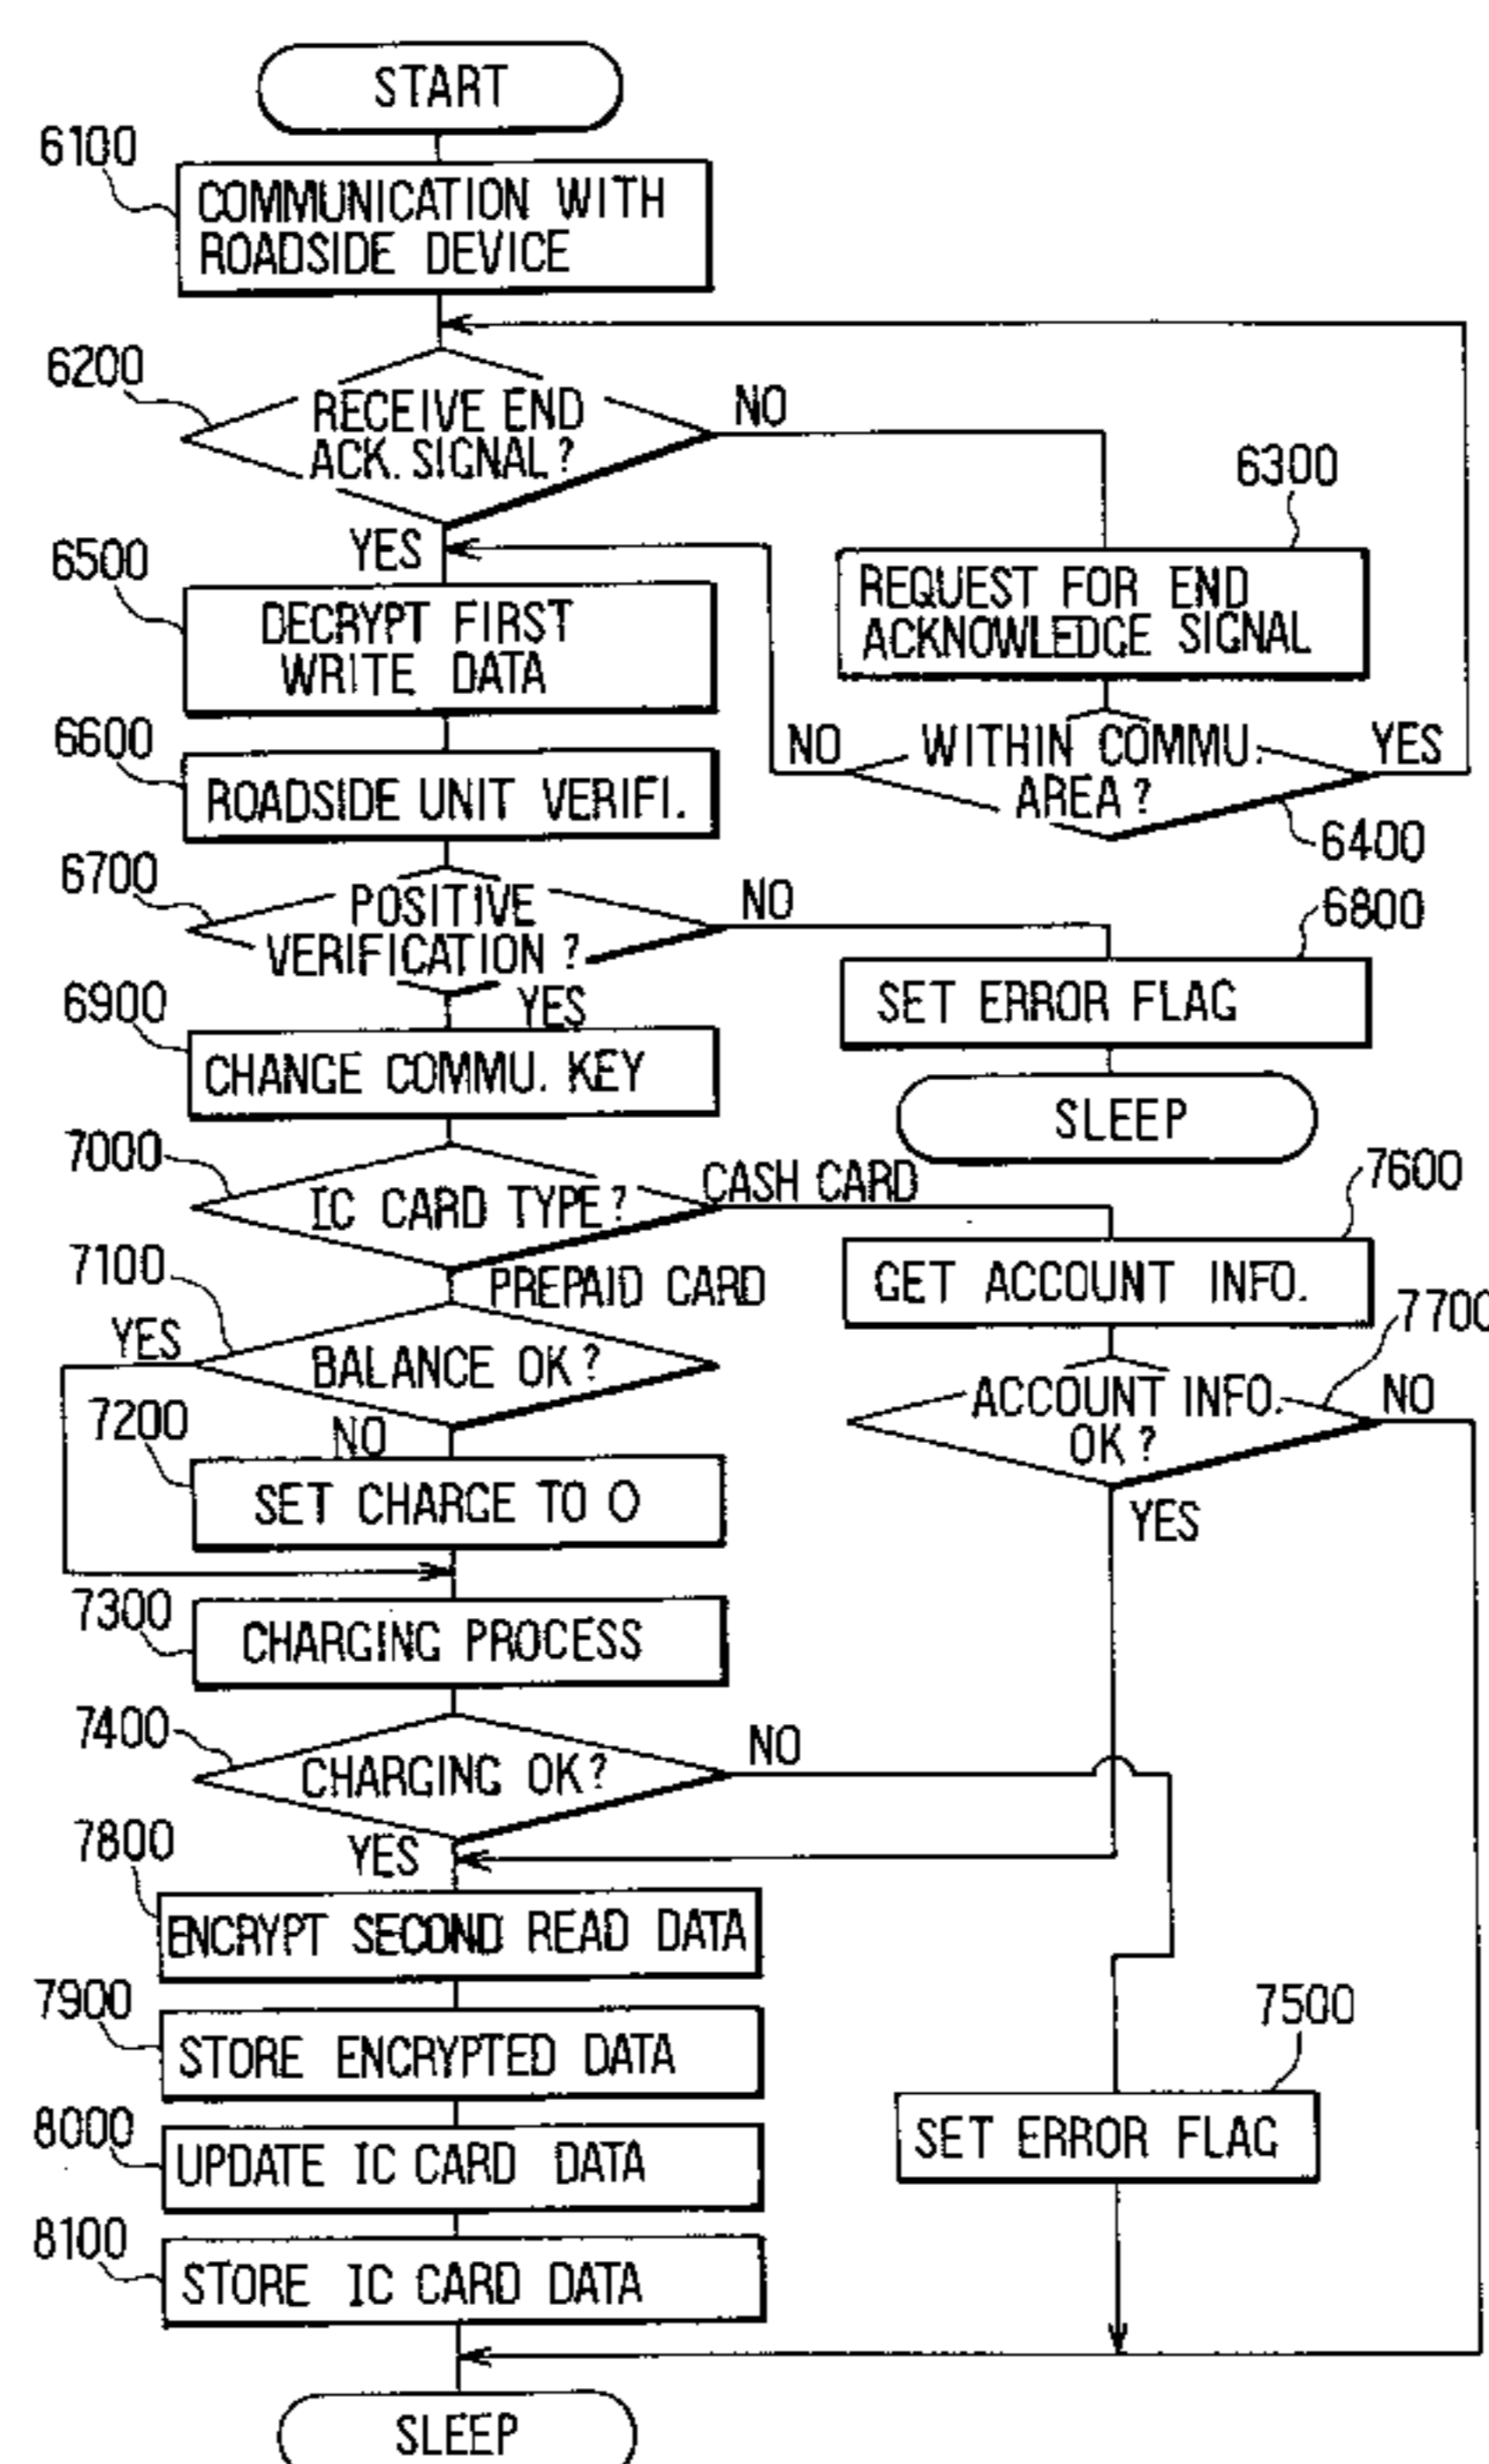 START
6100
COMMUNICATION WITH
ROADSIDE DEVICE
6200
RECEIVE END
ACK. SIGNAL?
NO
YES
6300
REQUEST FOR END
ACKNOWLEDGE SIGNAL
6500
DECRYPT FIRST
WRITE DATA
NO
WITHIN COMMU.
AREA?
YES
6400
6600
ROADSIDE UNIT VERIFI.
6700
POSITIVE
VERIFICATION?
NO
YES
6800
SET ERROR FLAG
SLEEP
6900
CHANGE COMMU. KEY
7000
IC CARD TYPE?
CASH CARD
PREPAID CARD
7600
GET ACCOUNT INFO.
7100
YES
BALANCE OK?
NO
7700
ACCOUNT INFO.
OK?
NO
YES
7200
SET CHARGE TO 0
7300
CHARGING PROCESS
7400
CHARGING OK?
NO
YES
7800
ENCRYPT SECOND READ DATA
7900
STORE ENCRYPTED DATA
7500
SET ERROR FLAG
8000
UPDATE IC CARD DATA
8100
STORE IC CARD DATA
SLEEP